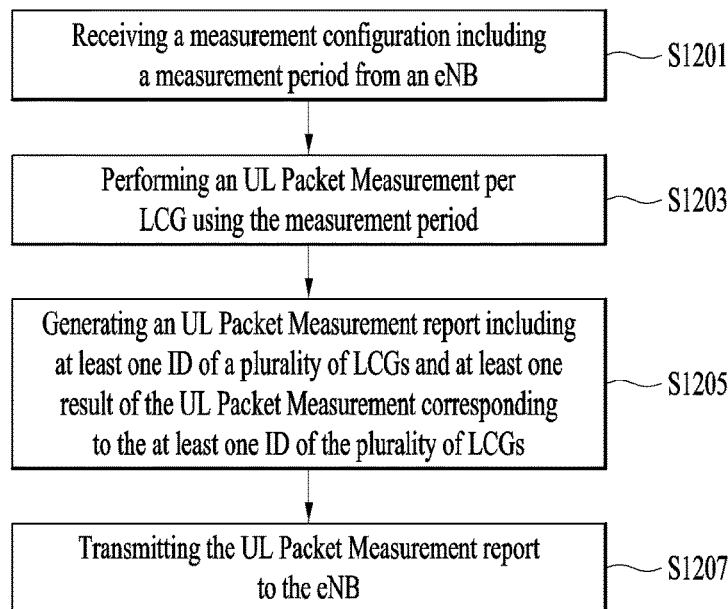 Receiving a measurement configuration including
a measurement period from an eNB
S1201
Performing an UL Packet Measurement per
LCG using the measurement period
S1203
Generating an UL Packet Measurement report including
at least one ID of a plurality of LCGs and at least one
result of the UL Packet Measurement corresponding
to the at least one ID of the plurality of LCGs
S1205
Transmitting the UL Packet Measurement report
to the eNB
S1207